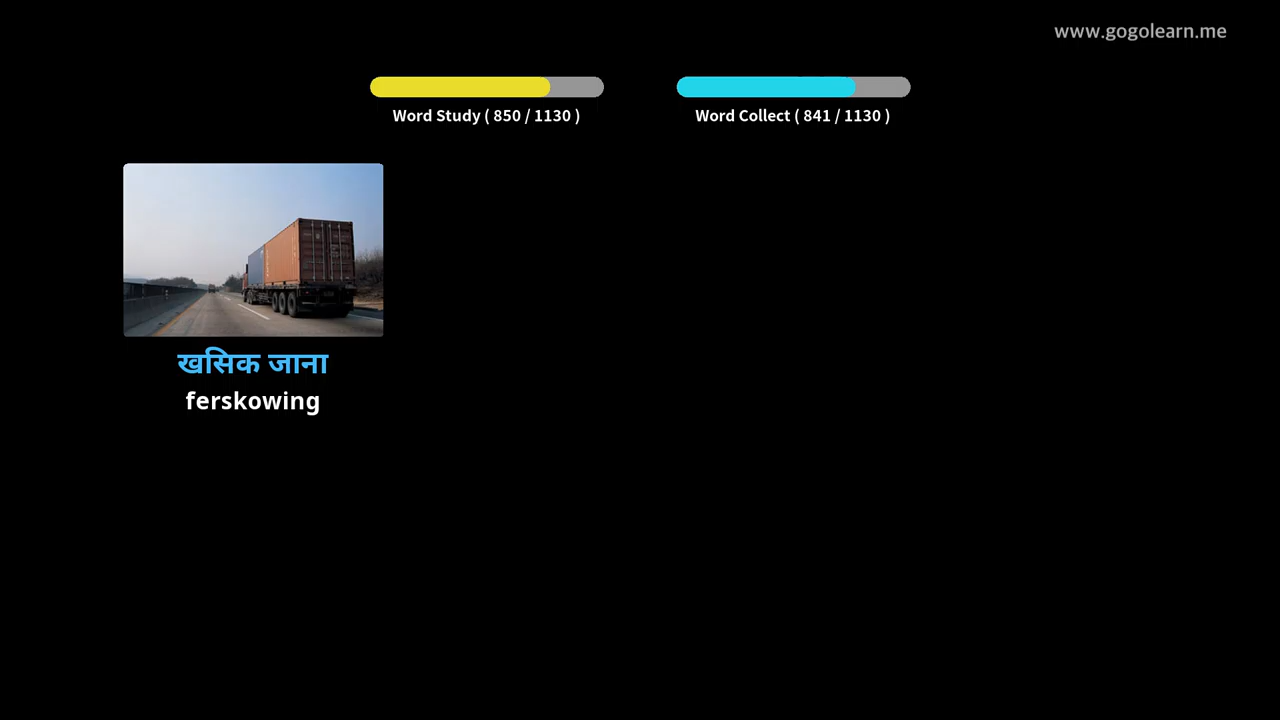 www.gogolearn.me
Word Study ( 850 / 1130 )
Word Collect ( 841 / 1130 )
खसिक जाना
ferskowing